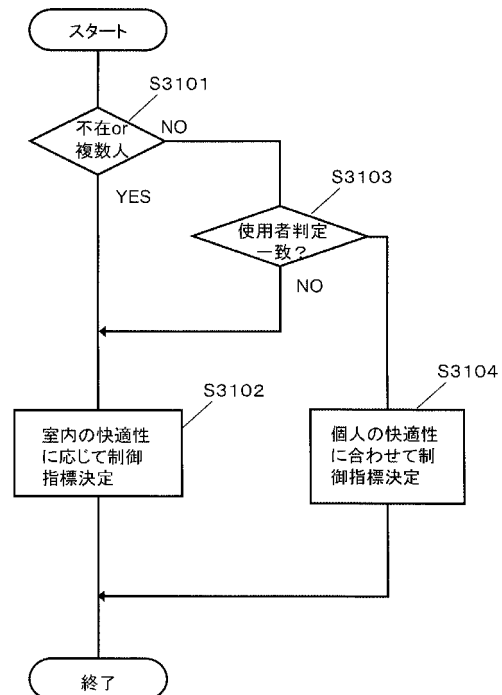 スタート
S3101
不在or
複数人
NO
YES
S3103
使用者判定
一致？
NO
S3102
室内の快適性
に応じて制御
指標決定
S3104
個人の快適性
に合わせて制
御指標決定
終了